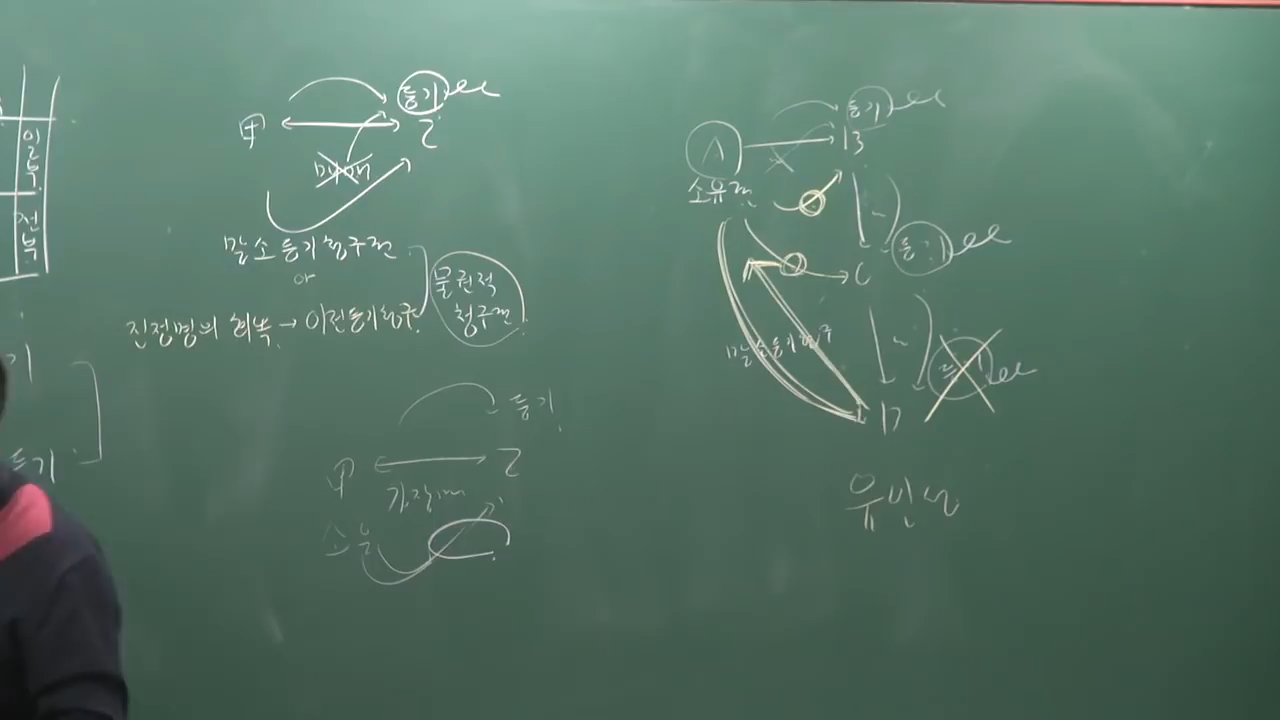 일부
전부
등기
甲 乙
매매
말소등기청구권
or
진정명의 회복 → 이전등기청구
물권적
청구권
등기
甲 乙
가장매매
소유
등기
A B
소유권
등기
C
말소등기청구
D
등기